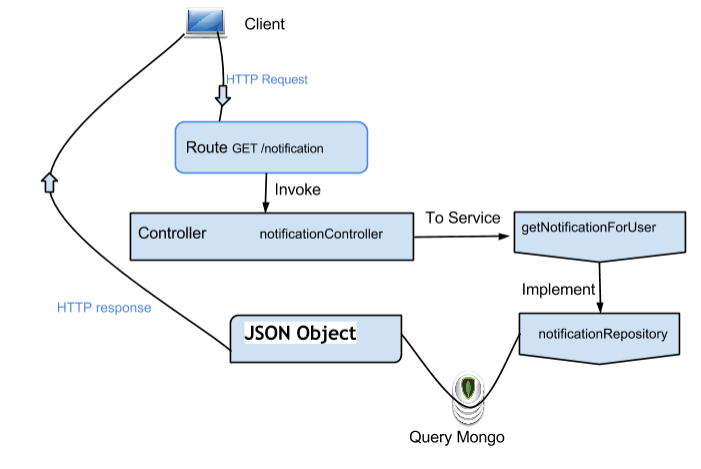 Client
HTTP Request
Route GET /notification
Invoke
Controller notificationController
To Service
getNotificationForUser
Implement
HTTP response
JSON Object
notificationRepository
Query Mongo